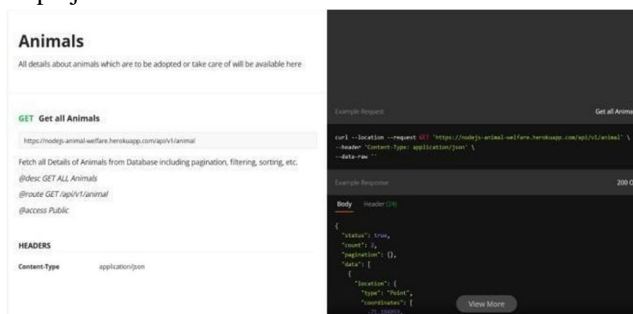 Animals
All details about animals which are to be adopted or take care of will be available here
GET Get all Animals
https://nodejs-animal-welfare.herokuapp.com/api/v1/animal
Fetch all Details of Animals from Database including pagination, filtering, sorting, etc.
@desc GET ALL Animals
@route GET /api/v1/animal
@access Public
HEADERS
Content-Type application/json
Example Request Get all Anima
curl --location --request GET 'https://nodejs-animal-welfare.herokuapp.com/api/v1/animal' \
--header 'Content-Type: application/json' \
--data-raw ''
Example Response 200 O
Body Header (24)
{
"status": true,
"count": 2,
"pagination": {},
"data": [
{
"location": {
"type": "Point",
"coordinates": [
View More